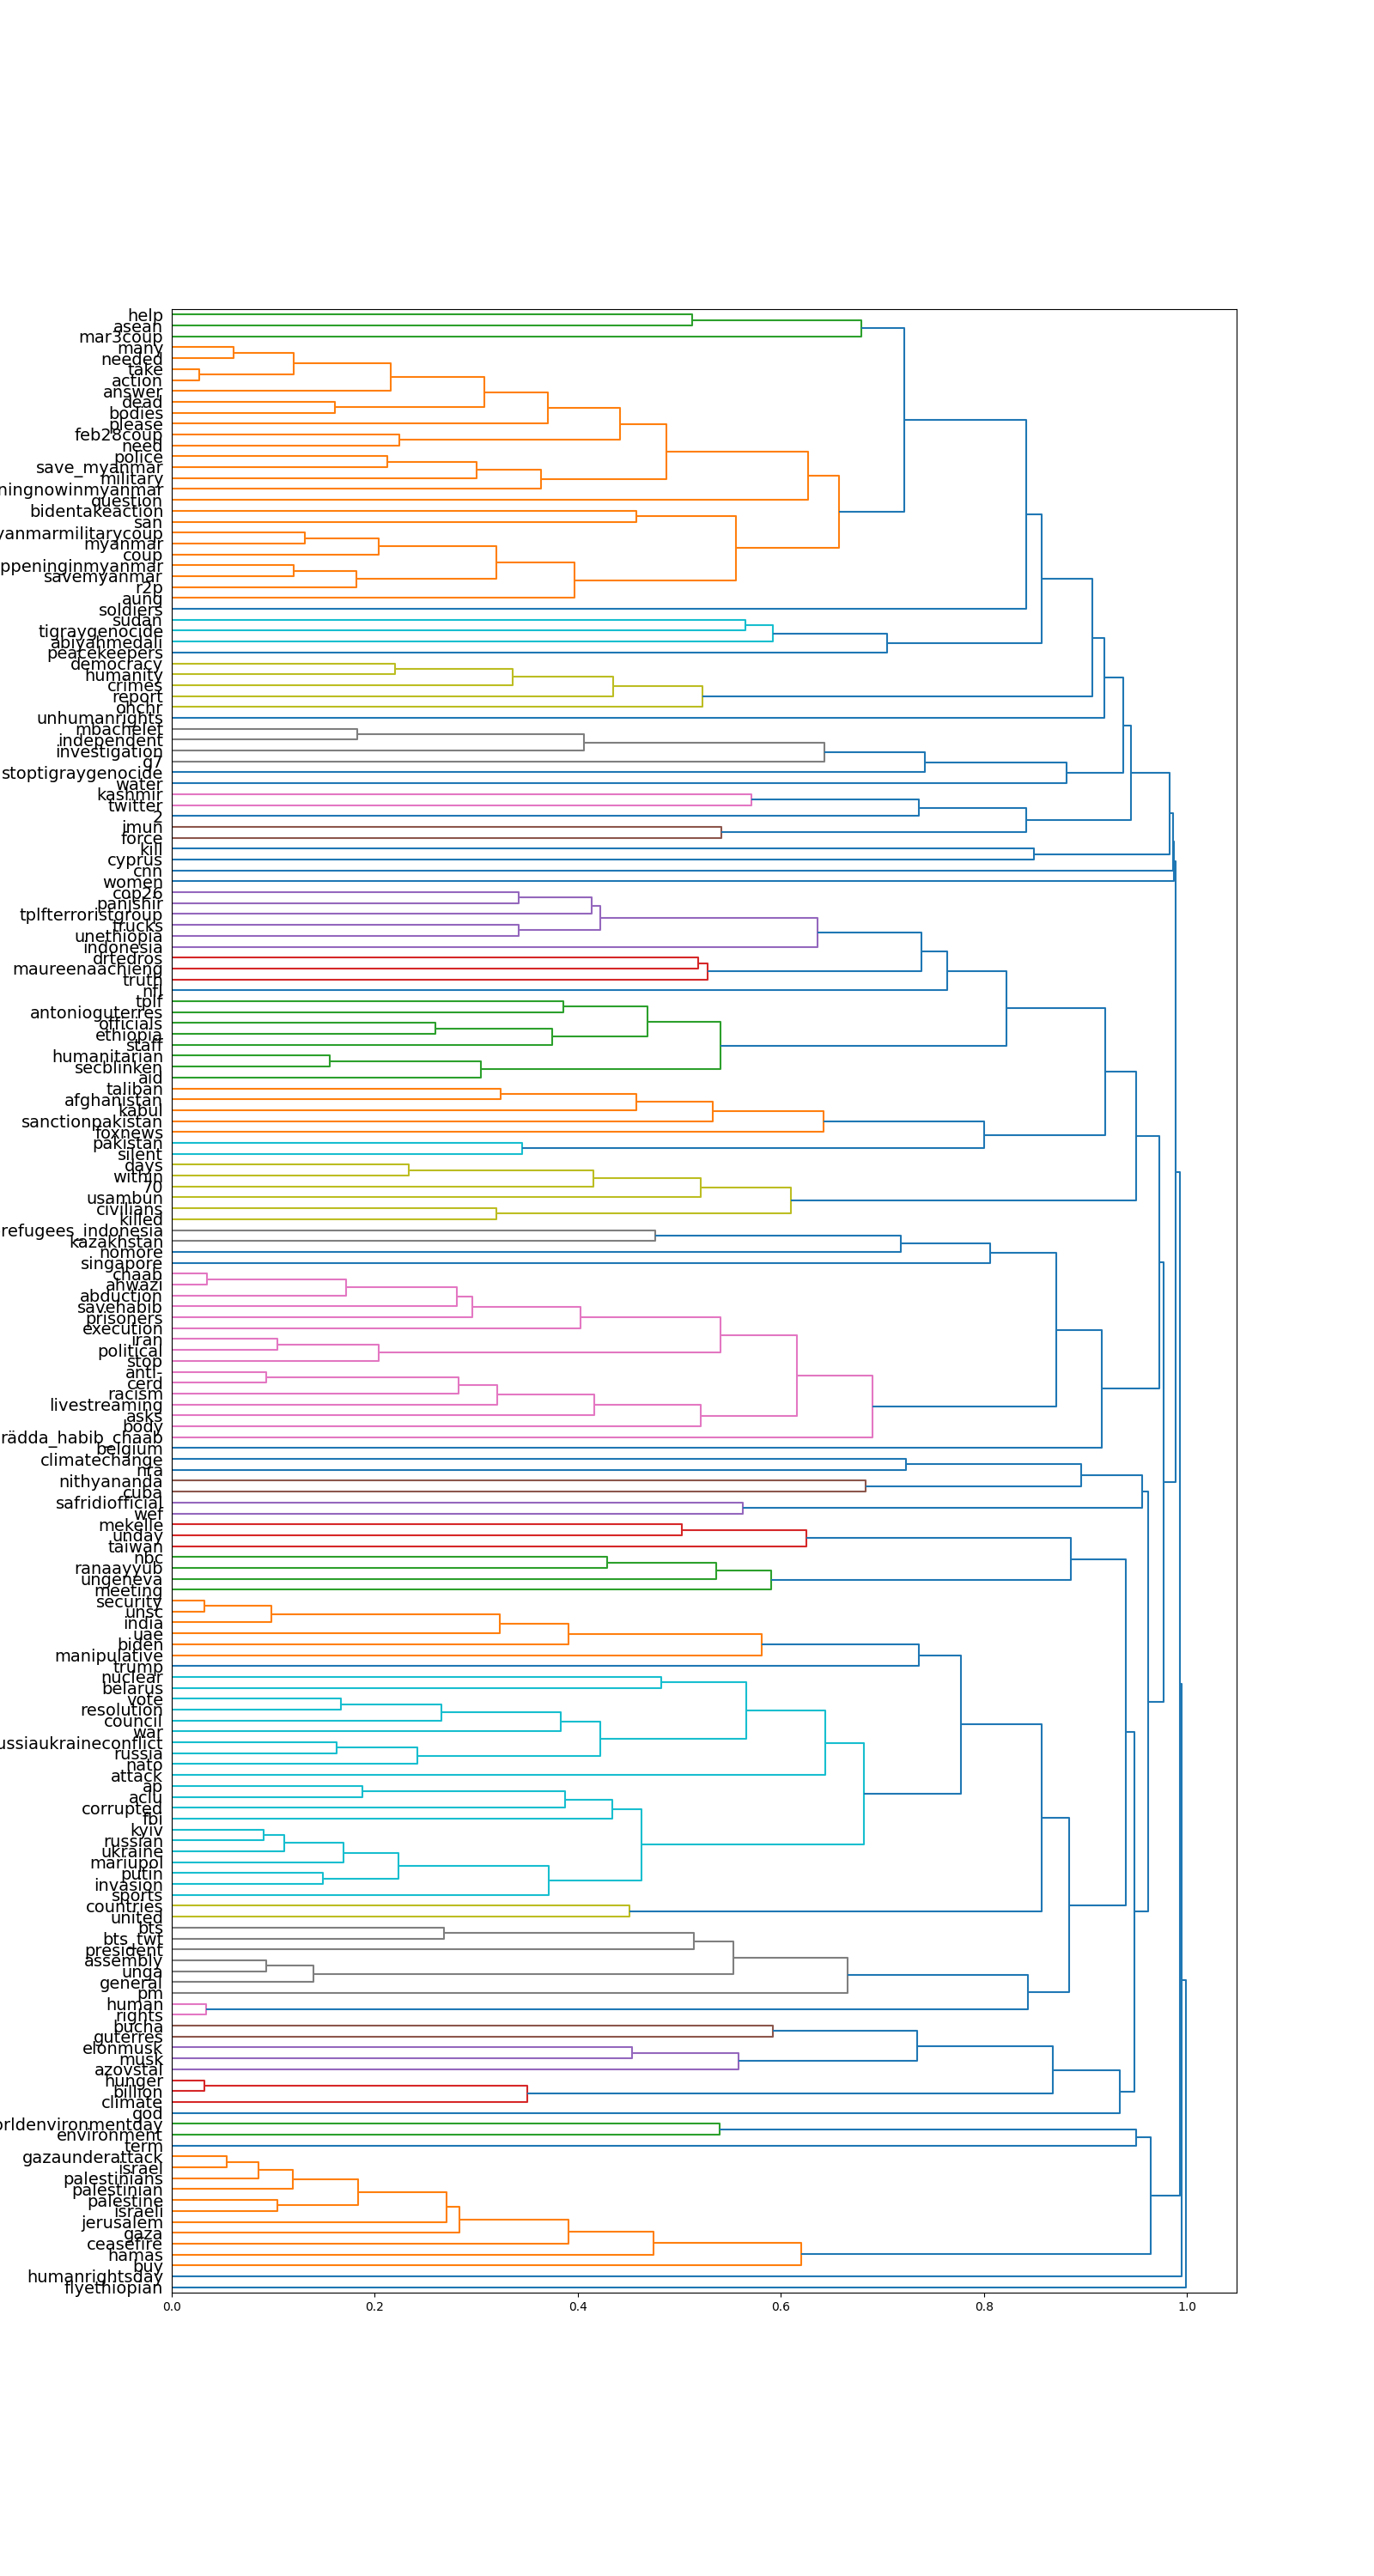 help
asean
mar3coup
many
needed
take
action
answer
dead
bodies
please
feb28coup
need
police
save_myanmar
military
ningnowinmyanmar
question
bidentakeaction
san
yanmarmilitarycoup
myanmar
coup
ppeninginmyanmar
savemyanmar
r2p
aung
soldiers
sudan
tigraygenocide
abiyahmedali
peacekeepers
democracy
humanity
crimes
report
ohchr
unhumanrights
mbachelet
independent
investigation
g7
stoptigraygenocide
water
kashmir
twitter
2
imun
force
kill
cyprus
cnn
women
cop26
panjshir
tplfterroristgroup
trucks
unethiopia
indonesia
drtedros
maureenaachieng
truth
nfl
tplf
antonioguterres
officials
ethiopia
staff
humanitarian
secblinken
aid
taliban
afghanistan
kabul
sanctionpakistan
foxnews
pakistan
silent
days
within
70
usambun
civilians
killed
refugees_indonesia
kazakhstan
nomore
singapore
chaab
ahwazi
abduction
savehabib
prisoners
execution
iran
political
stop
anti-
cerd
racism
livestreaming
asks
body
rädda_habib_chaab
belgium
climatechange
nra
nithyananda
cuba
safridiofficial
wef
mekelle
unday
taiwan
nbc
ranaayyub
ungeneva
meeting
security
unsc
india
uae
biden
manipulative
trump
nuclear
belarus
vote
resolution
council
war
ussiaukraineconflict
russia
nato
attack
ap
aclu
corrupted
fbi
kyiv
russian
ukraine
mariupol
putin
invasion
sports
countries
united
bts
bts_twt
president
assembly
unga
general
pm
human
rights
bucha
guterres
elonmusk
musk
azovstal
hunger
billion
climate
god
orldenvironmentday
environment
term
gazaunderattack
israel
palestinians
palestinian
palestine
israeli
jerusalem
gaza
ceasefire
hamas
buy
humanrightsday
flyethiopian
0.0 0.2 0.4 0.6 0.8 1.0